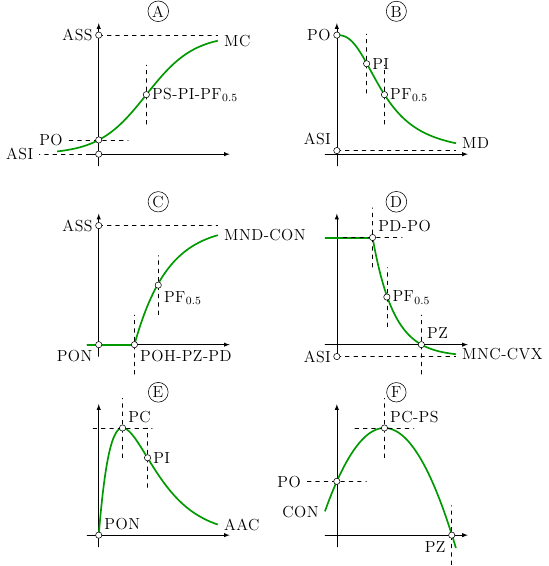 A
ASS
MC
PS-PI-PF0.5
PO
ASI
B
PO
PI
PF0.5
ASI
MD
C
ASS
MND-CON
PF0.5
PON
POH-PZ-PD
D
PD-PO
PF0.5
PZ
ASI
MNC-CVX
E
PC
PI
PON
AAC
F
PC-PS
PO
CON
PZ